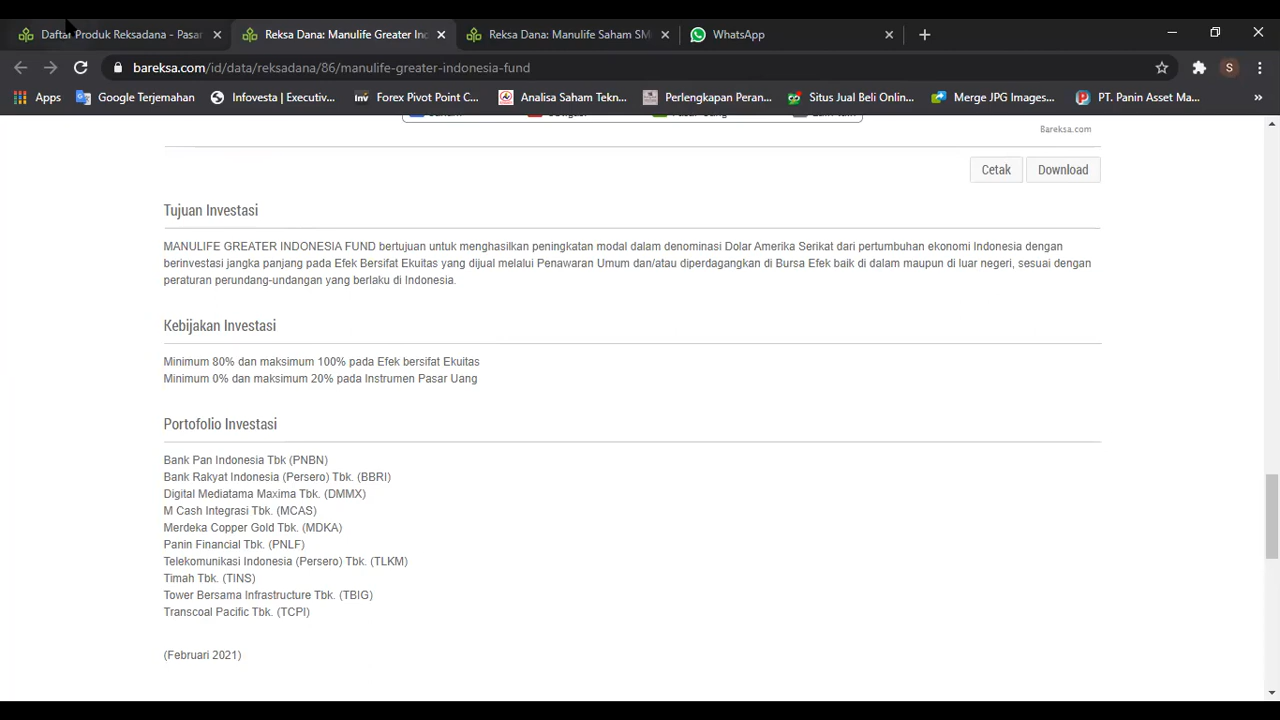 Daftar Produk Reksadana - Pasar
Reksa Dana: Manulife Greater Ind
Reksa Dana: Manulife Saham SM
WhatsApp
bareksa.com/id/data/reksadana/86/manulife-greater-indonesia-fund
S
Apps
Google Terjemahan
Infovesta | Executiv...
inv Forex Pivot Point C...
Analisa Saham Tekn...
Perlengkapan Peran...
Situs Jual Beli Onlin...
Merge JPG Images...
PT. Panin Asset Ma...
»
Bareksa.com
Cetak
Download
Tujuan Investasi
MANULIFE GREATER INDONESIA FUND bertujuan untuk menghasilkan peningkatan modal dalam denominasi Dolar Amerika Serikat dari pertumbuhan ekonomi Indonesia dengan
berinvestasi jangka panjang pada Efek Bersifat Ekuitas yang dijual melalui Penawaran Umum dan/atau diperdagangkan di Bursa Efek baik di dalam maupun di luar negeri, sesuai dengan
peraturan perundang-undangan yang berlaku di Indonesia.
Kebijakan Investasi
Minimum 80% dan maksimum 100% pada Efek bersifat Ekuitas
Minimum 0% dan maksimum 20% pada Instrumen Pasar Uang
Portofolio Investasi
Bank Pan Indonesia Tbk (PNBN)
Bank Rakyat Indonesia (Persero) Tbk. (BBRI)
Digital Mediatama Maxima Tbk. (DMMX)
M Cash Integrasi Tbk. (MCAS)
Merdeka Copper Gold Tbk. (MDKA)
Panin Financial Tbk. (PNLF)
Telekomunikasi Indonesia (Persero) Tbk. (TLKM)
Timah Tbk. (TINS)
Tower Bersama Infrastructure Tbk. (TBIG)
Transcoal Pacific Tbk. (TCPI)
(Februari 2021)